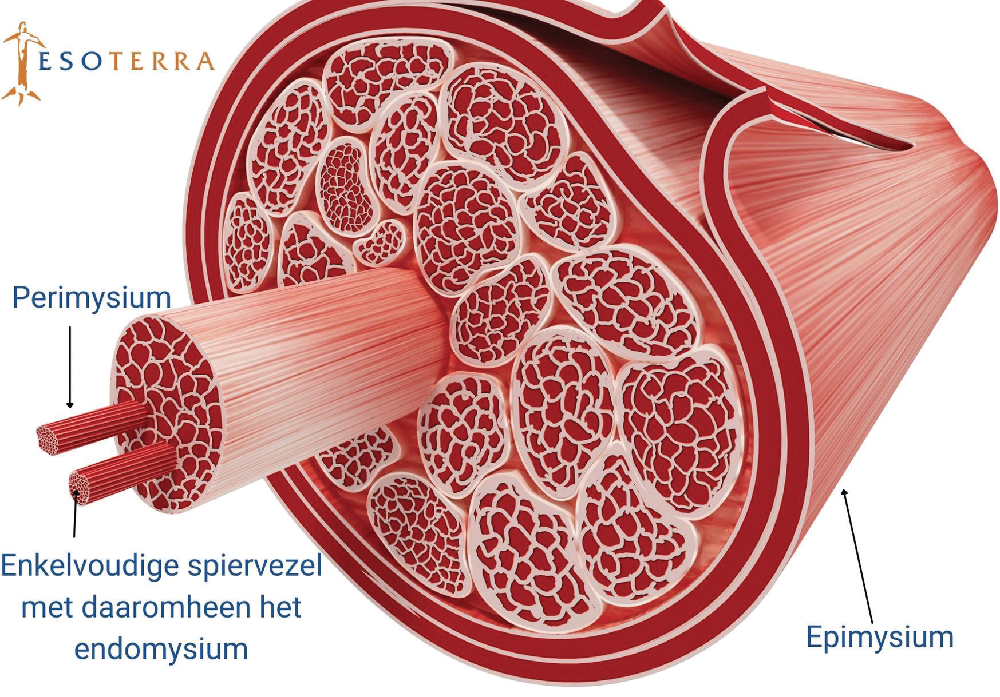 ESOTERRA
Perimysium
Enkelvoudige spiervezel
met daaromheen het
endomysium
Epimysium